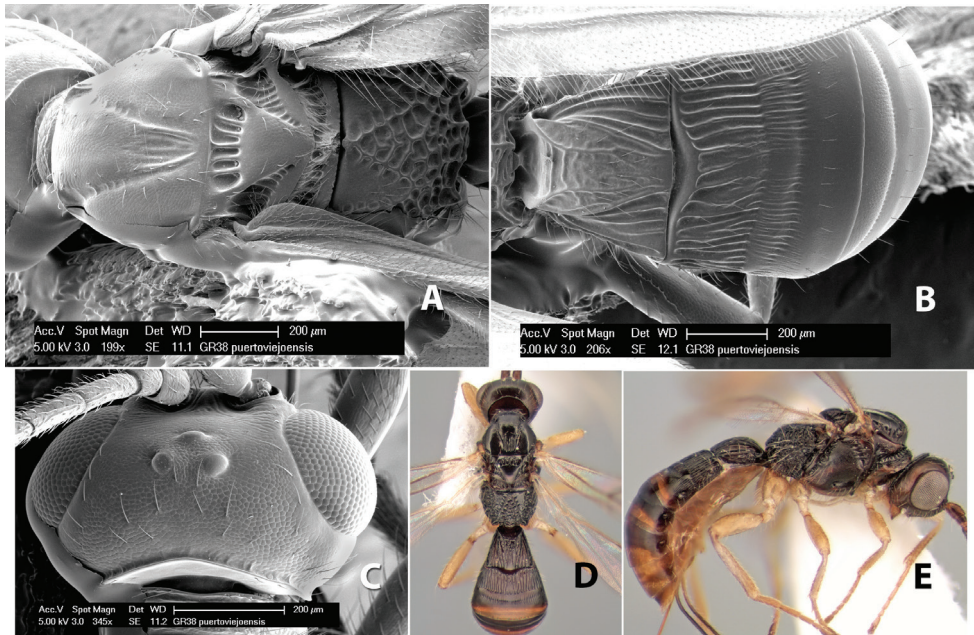 A
Acc.V Spot Magn Det WD 200 µm
5.00 kV 3.0 199x SE 11.1 GR38 puertoviejoensis
B
Acc.V Spot Magn Det WD 200 µm
5.00 kV 3.0 206x SE 12.1 GR38 puertoviejoensis
C
Acc.V Spot Magn Det WD 200 µm
5.00 kV 3.0 345x SE 11.2 GR38 puertoviejoensis
D
E